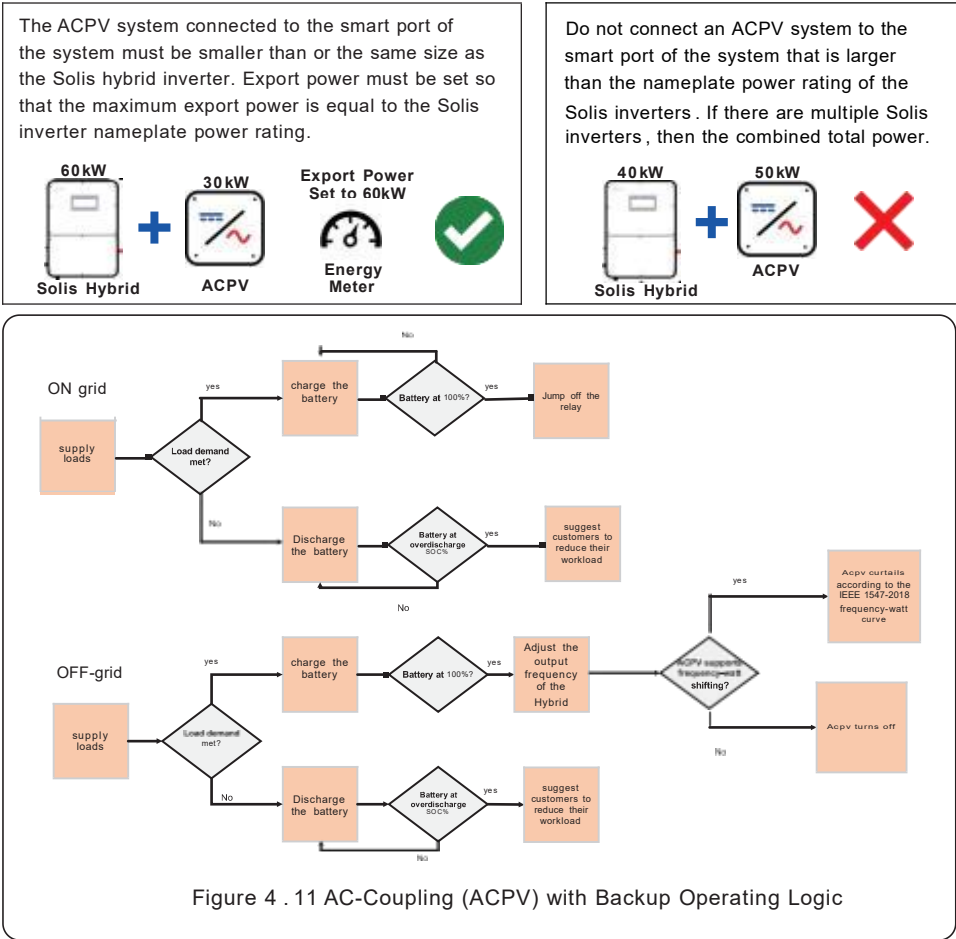 The ACPV system connected to the smart port of
the system must be smaller than or the same size as
the Solis hybrid inverter. Export power must be set so
that the maximum export power is equal to the Solis
inverter nameplate power rating.
60kW
30kW
Export Power
Set to 60kW
Solis Hybrid
ACPV
Energy
Meter
Do not connect an ACPV system to the
smart port of the system that is larger
than the nameplate power rating of the
Solis inverters . If there are multiple Solis
inverters , then the combined total power.
40kW
50kW
Solis Hybrid
ACPV
ON grid
supply
loads
Load demand
met?
yes
charge the
battery
No
Battery at 100%?
yes
Jump off the
relay
No
Discharge
the battery
Battery at
overdischarge
SOC%
yes
suggest
customers to
reduce their
workload
No
OFF-grid
supply
loads
Load demand
met?
yes
charge the
battery
Battery at 100%?
yes
Adjust the
output
frequency
of the
Hybrid
ACPV supports
frequency-watt
shifting?
yes
Acpv curtails
according to the
IEEE 1547-2018
frequency-watt
curve
No
Acpv turns off
No
Discharge
the battery
Battery at
overdischarge
SOC%
yes
suggest
customers to
reduce their
workload
No
Figure 4 . 11 AC-Coupling (ACPV) with Backup Operating Logic